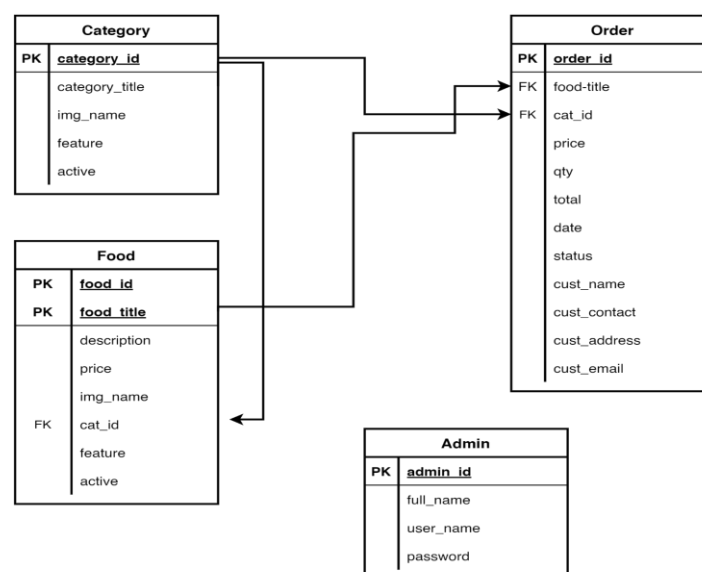 Category
PK category_id
category_title
img_name
feature
active
Order
PK order_id
FK food-title
FK cat_id
price
qty
total
date
status
cust_name
cust_contact
cust_address
cust_email
Food
PK food_id
PK food_title
description
price
img_name
FK cat_id
feature
active
Admin
PK admin_id
full_name
user_name
password